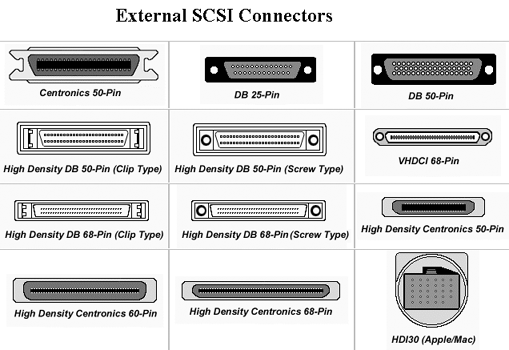 External SCSI Connectors
Centronics 50-Pin
DB 25-Pin
DB 50-Pin
High Density DB 50-Pin (Clip Type)
High Density DB 50-Pin (Screw Type)
VHDCI 68-Pin
High Density DB 68-Pin (Clip Type)
High Density DB 68-Pin (Screw Type)
High Density Centronics 50-Pin
High Density Centronics 60-Pin
High Density Centronics 68-Pin
HDI30 (Apple/Mac)